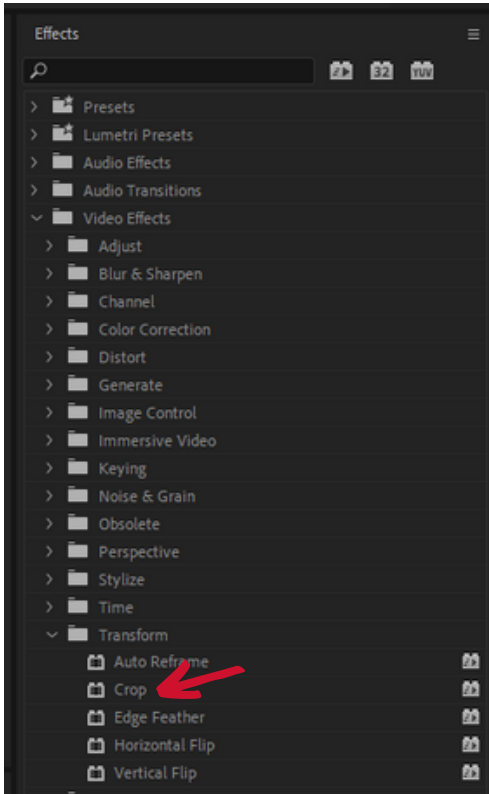 Effects
32 YUV
Presets
Lumetri Presets
Audio Effects
Audio Transitions
Video Effects
Adjust
Blur & Sharpen
Channel
Color Correction
Distort
Generate
Image Control
Immersive Video
Keying
Noise & Grain
Obsolete
Perspective
Stylize
Time
Transform
Auto Reframe
Crop
Edge Feather
Horizontal Flip
Vertical Flip